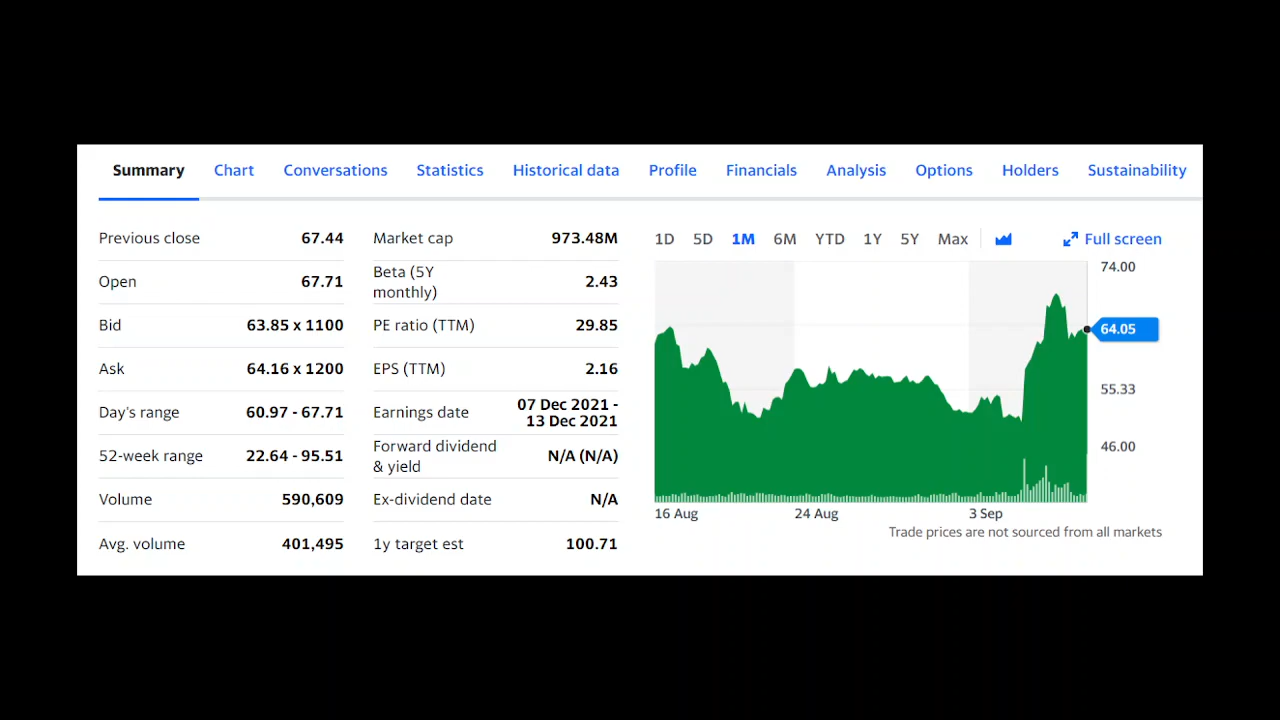 Summary Chart Conversations Statistics Historical data Profile Financials Analysis Options Holders Sustainability
Previous close 67.44
Open 67.71
Bid 63.85 x 1100
Ask 64.16 x 1200
Day's range 60.97 - 67.71
52-week range 22.64 - 95.51
Volume 590,609
Avg. volume 401,495
Market cap 973.48M
Beta (5Y
monthly) 2.43
PE ratio (TTM) 29.85
EPS (TTM) 2.16
Earnings date 07 Dec 2021 -
13 Dec 2021
Forward dividend
& yield N/A (N/A)
Ex-dividend date N/A
1y target est 100.71
1D 5D 1M 6M YTD 1Y 5Y Max Full screen
74.00
64.05
55.33
46.00
16 Aug 24 Aug 3 Sep
Trade prices are not sourced from all markets